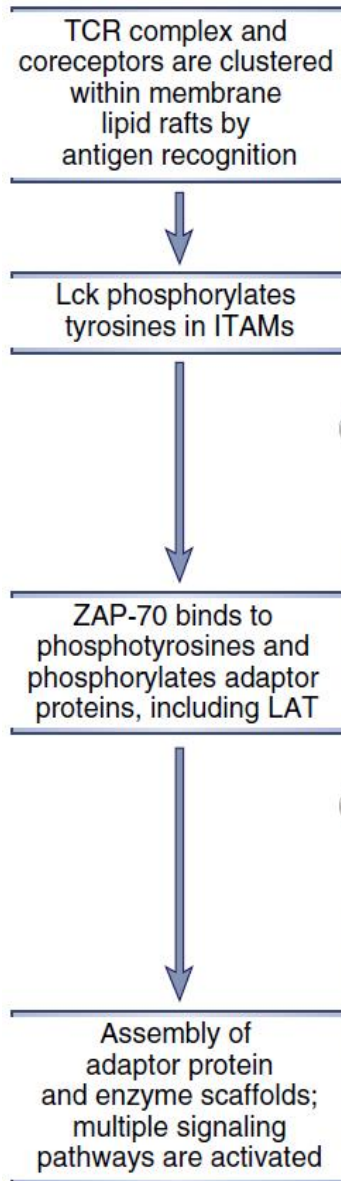 TCR complex and
coreceptors are clustered
within membrane
lipid rafts by
antigen recognition
Lck phosphorylates
tyrosines in ITAMs
ZAP-70 binds to
phosphotyrosines and
phosphorylates adaptor
proteins, including LAT
Assembly of
adaptor protein
and enzyme scaffolds;
multiple signaling
pathways are activated